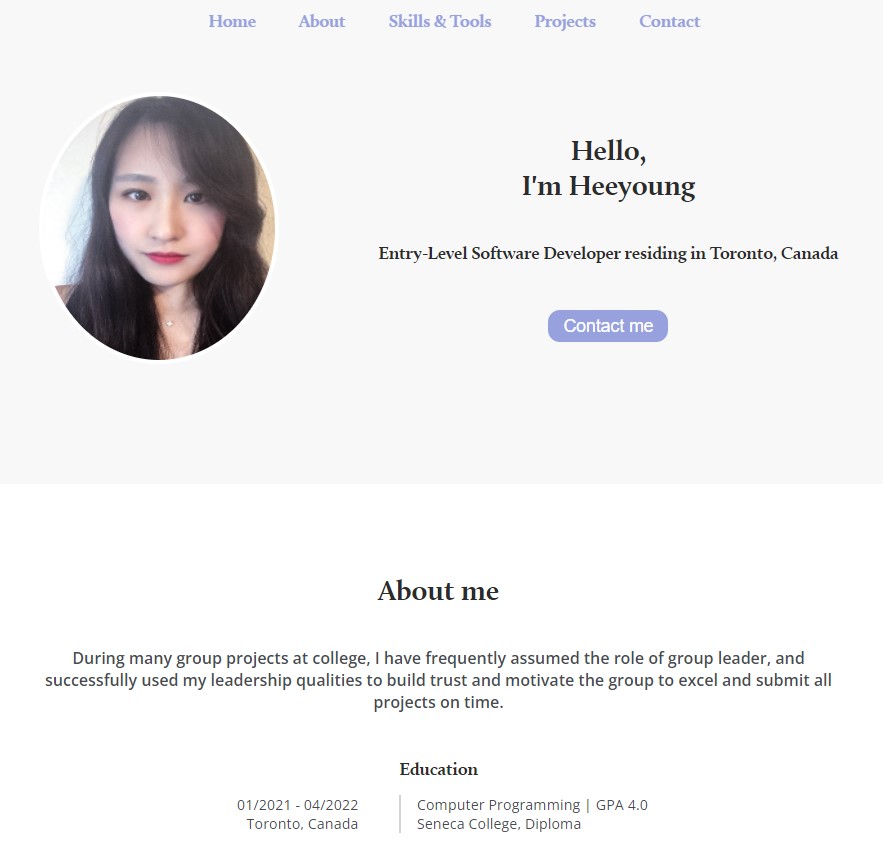 Home About Skills & Tools Projects Contact
Hello,
I'm Heeyoung
Entry-Level Software Developer residing in Toronto, Canada
Contact me
About me
During many group projects at college, I have frequently assumed the role of group leader, and
successfully used my leadership qualities to build trust and motivate the group to excel and submit all
projects on time.
Education
01/2021 - 04/2022
Toronto, Canada
Computer Programming | GPA 4.0
Seneca College, Diploma